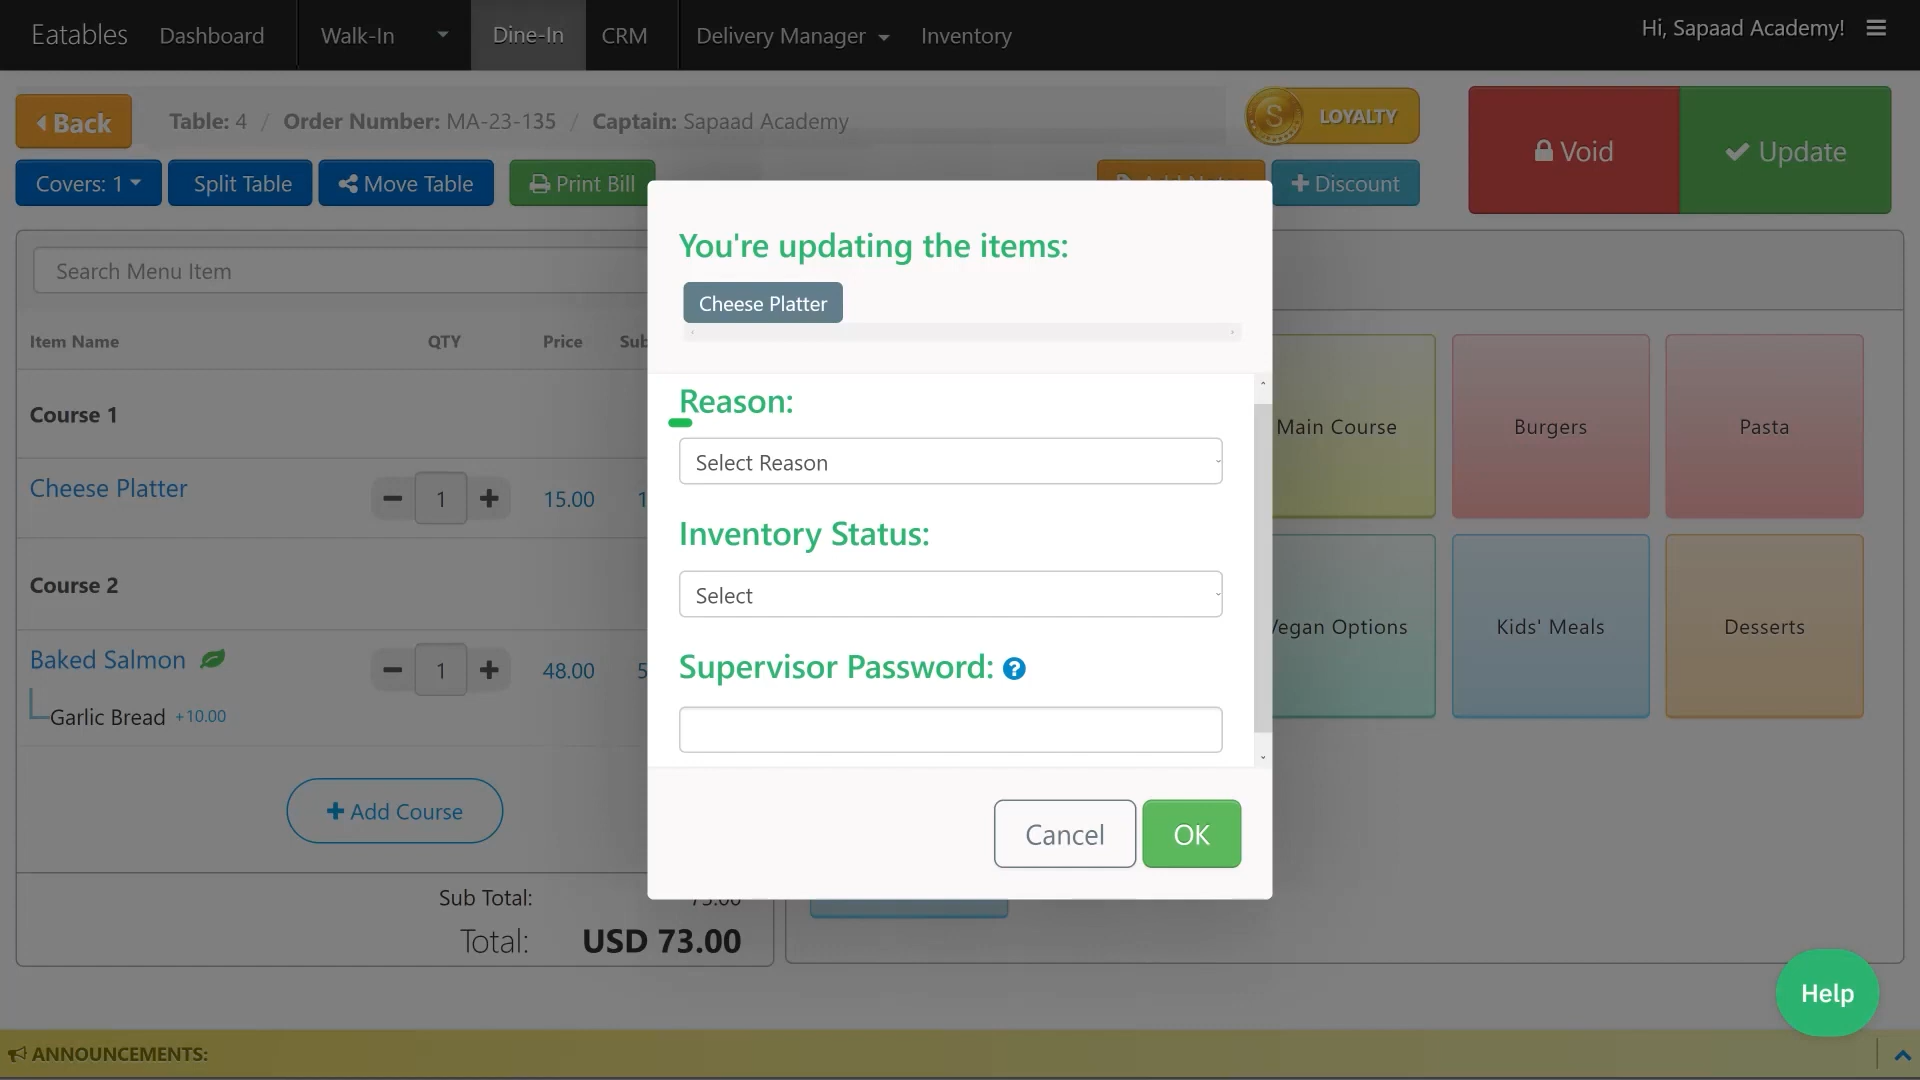 Eatables Dashboard Walk-In Dine-In CRM Delivery Manager Inventory Hi, Sapaad Academy!
Back Table: 4 / Order Number: MA-23-135 / Captain: Sapaad Academy LOYALTY
Void Update
Covers: 1 Split Table Move Table Print Bill Discount
You're updating the items:
Search Menu Item
Cheese Platter
Item Name QTY Price Sub
Reason:
Course 1
Main Course Burgers Pasta
Select Reason
Cheese Platter 1 15.00 1
Inventory Status:
Course 2
Select
Vegan Options Kids' Meals Desserts
Baked Salmon 1 48.00 5
Supervisor Password:
Garlic Bread +10.00
Add Course
Cancel OK
Sub Total: 73.00
Total: USD 73.00
Help
ANNOUNCEMENTS: